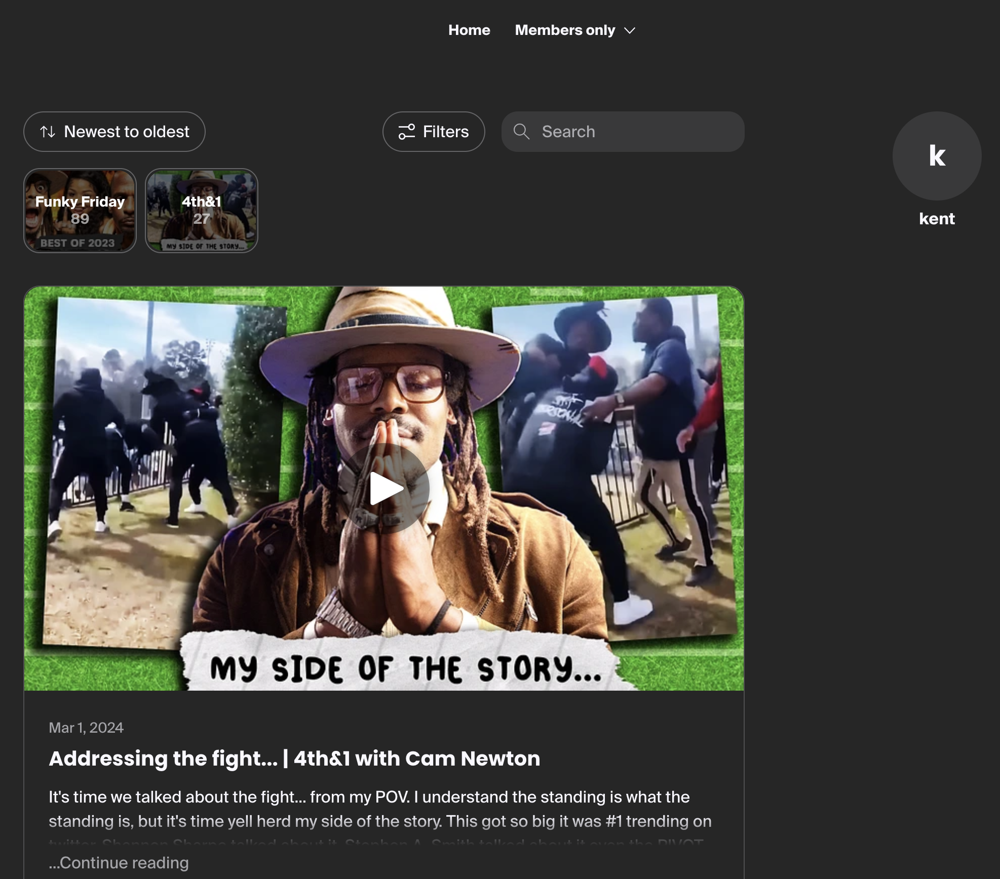 Home Members only
Newest to oldest Filters Search
k
kent
Funky Friday
89
BEST OF 2023
4th&1
27
MY SIDE OF THE STORY...
MY SIDE OF THE STORY...
Mar 1, 2024
Addressing the fight... | 4th&1 with Cam Newton
It's time we talked about the fight... from my POV. I understand the standing is what the
standing is, but it's time yell herd my side of the story. This got so big it was #1 trending on
twitter. Shannon Sharpe talked about it, Stephen A. Smith talked about it even the PIVOT
...Continue reading